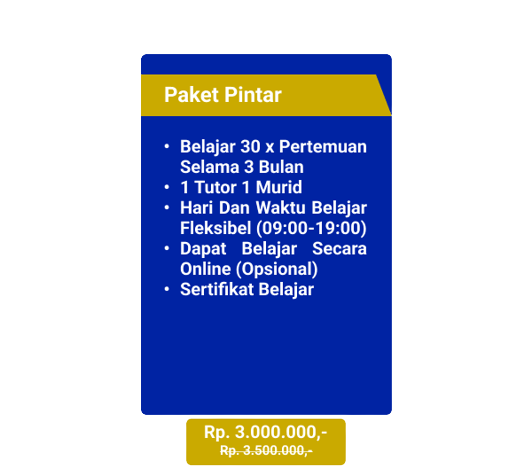 Paket Pintar
• Belajar 30 x Pertemuan
Selama 3 Bulan
• 1 Tutor 1 Murid
• Hari Dan Waktu Belajar
Fleksibel (09:00-19:00)
• Dapat Belajar Secara
Online (Opsional)
• Sertifikat Belajar
Rp. 3.000.000,-
Rp. 3.500.000,-